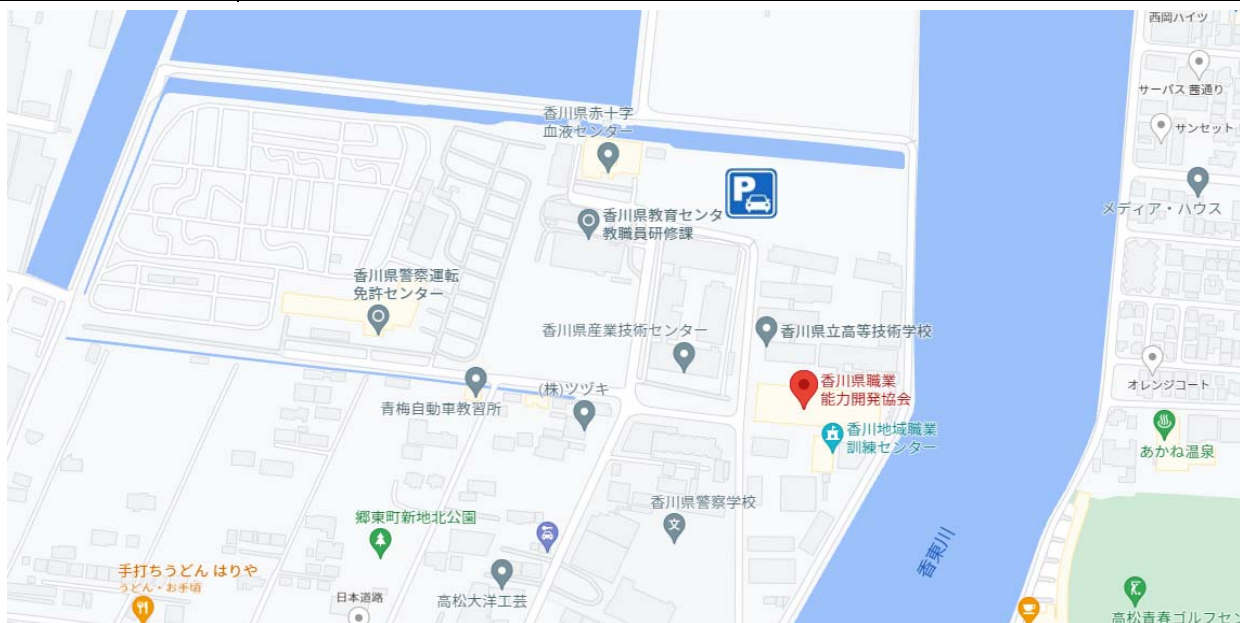 西岡ハイツ
サーパス 茜通り
サンセット
香川県赤十字
血液センター
P
メディア・ハウス
香川県教育センタ
教職員研修課
香川県警察運転
免許センター
香川県産業技術センター
香川県立高等技術学校
香川県職業
能力開発協会
オレンジコート
(株)ツヅキ
青梅自動車教習所
香川地域職業
訓練センター
あかね温泉
香川県警察学校
文
郷東町新地北公園
香東川
手打ちうどん はりや
うどん・お手頃
日本道路
高松大洋工芸
高松青春ゴルフセン